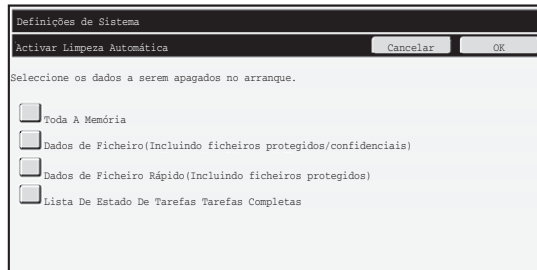 Definições de Sistema
Activar Limpeza Automática Cancelar OK
Seleccione os dados a serem apagados no arranque.
Toda A Memória
Dados de Ficheiro(Incluindo ficheiros protegidos/confidenciais)
Dados de Ficheiro Rápido(Incluindo ficheiros protegidos)
Lista De Estado De Tarefas Tarefas Completas